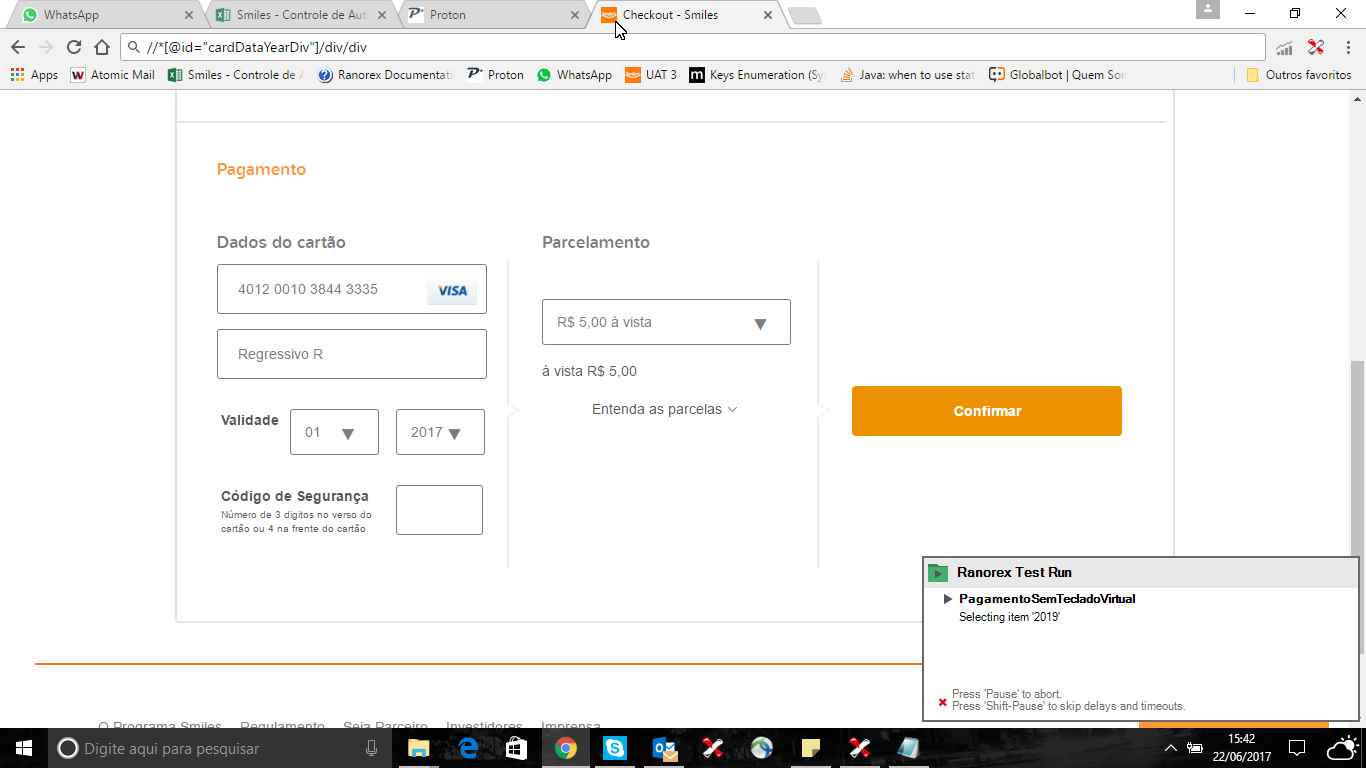 WhatsApp
Smiles - Controle de Aut
Proton
Checkout - Smiles
//*[@id="cardDataYearDiv"]/div/div
Apps
Atomic Mail
Smiles - Controle de A
Ranorex Documentati
Proton
WhatsApp
UAT 3
Keys Enumeration (Sy
Java: when to use stat
Globalbot | Quem Som
Outros favoritos
Pagamento
Dados do cartão
Parcelamento
4012 0010 3844 3335
VISA
R$ 5,00 à vista
Regressivo R
à vista R$ 5,00
Entenda as parcelas
Confirmar
Validade
01
2017
Código de Segurança
Número de 3 digitos no verso do
cartão ou 4 na frente do cartão
Ranorex Test Run
PagamentoSemTecladoVirtual
Selecting item '2019'
Press 'Pause' to abort.
Press 'Shift-Pause' to skip delays and timeouts.
O Programa Smiles
Regulamento
Seja Parceiro
Investidores
Imprensa
Digite aqui para pesquisar
15:42
22/06/2017